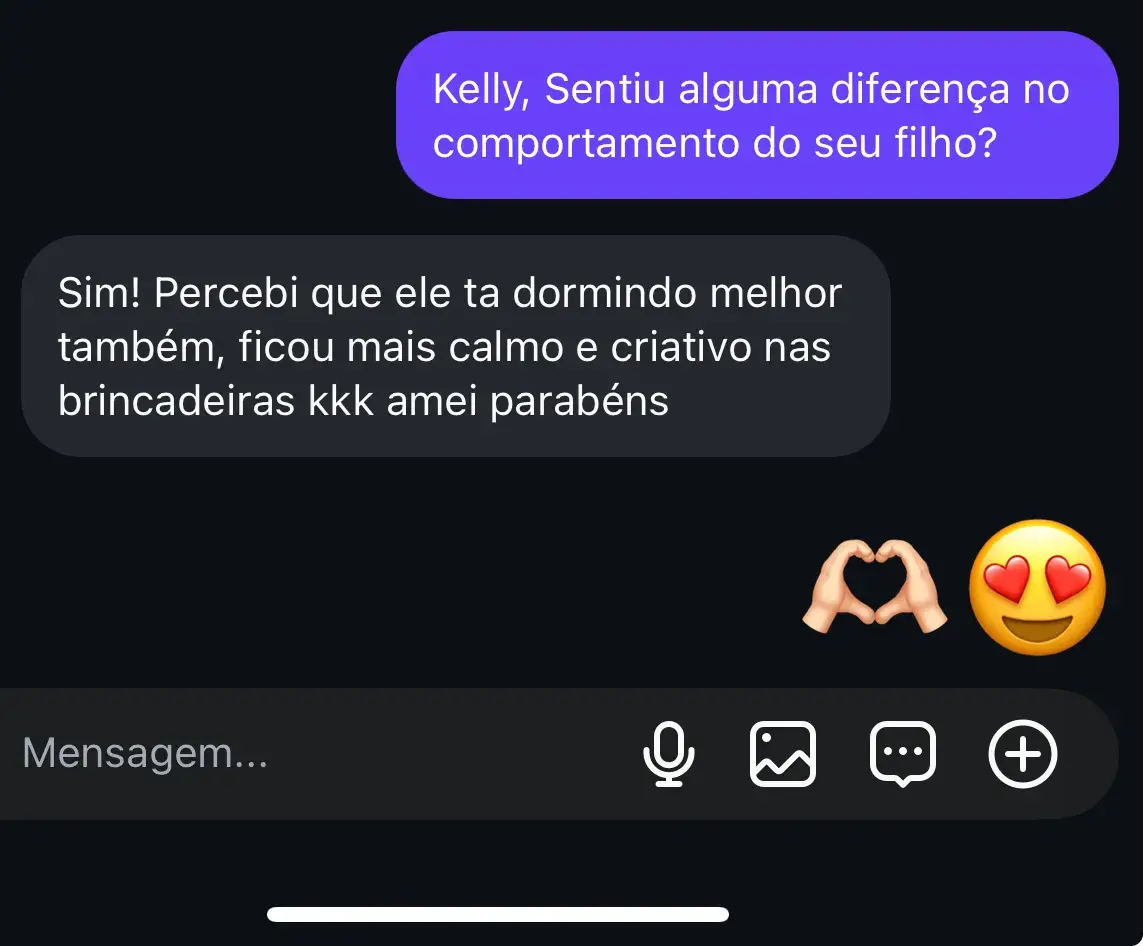 Kelly, Sentiu alguma diferença no
comportamento do seu filho?
Sim! Percebi que ele ta dormindo melhor
também, ficou mais calmo e criativo nas
brincadeiras kkk amei parabéns
Mensagem...